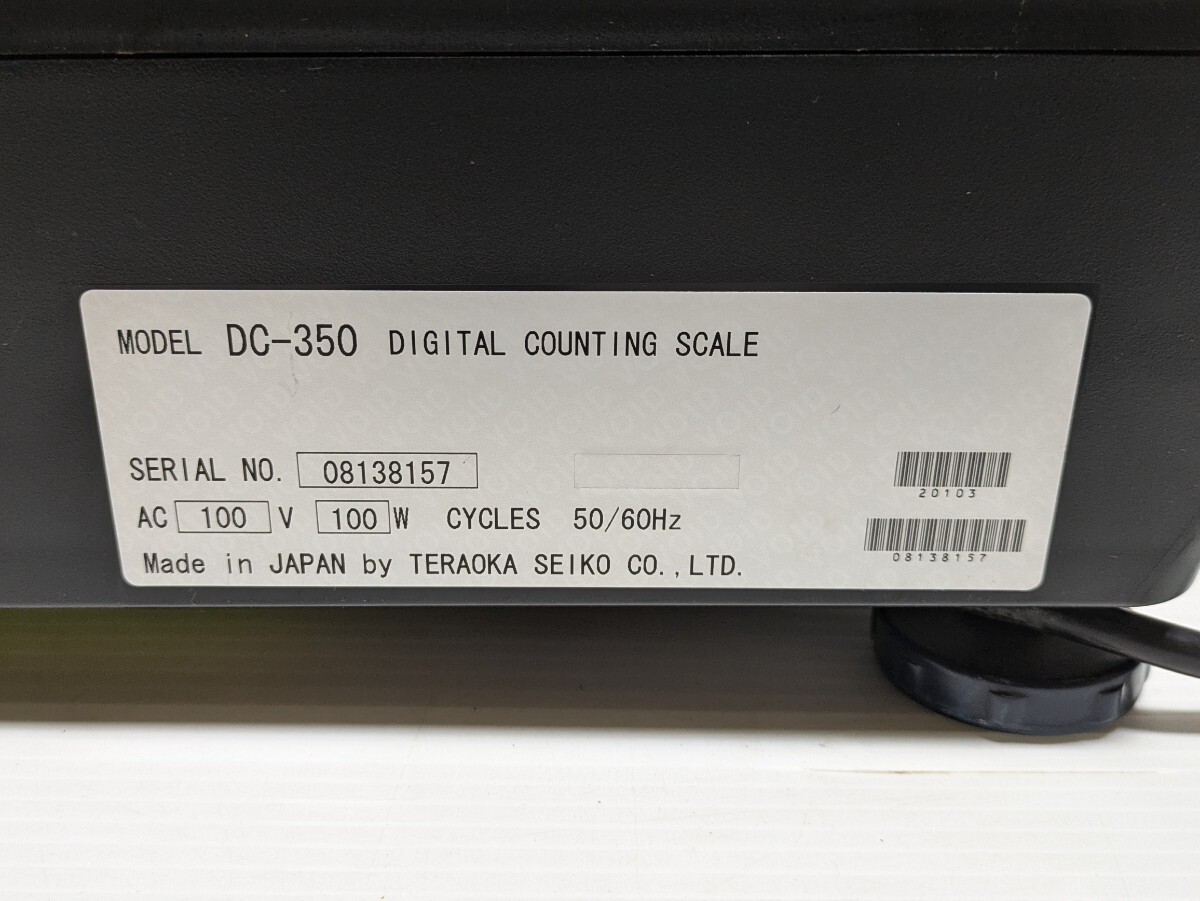 MODEL DC-350 DIGITAL COUNTING SCALE
SERIAL NO. 08138157
20103
AC 100 V 100 W CYCLES 50/60Hz
08138157
Made in JAPAN by TERAOKA SEIKO CO.,LTD.